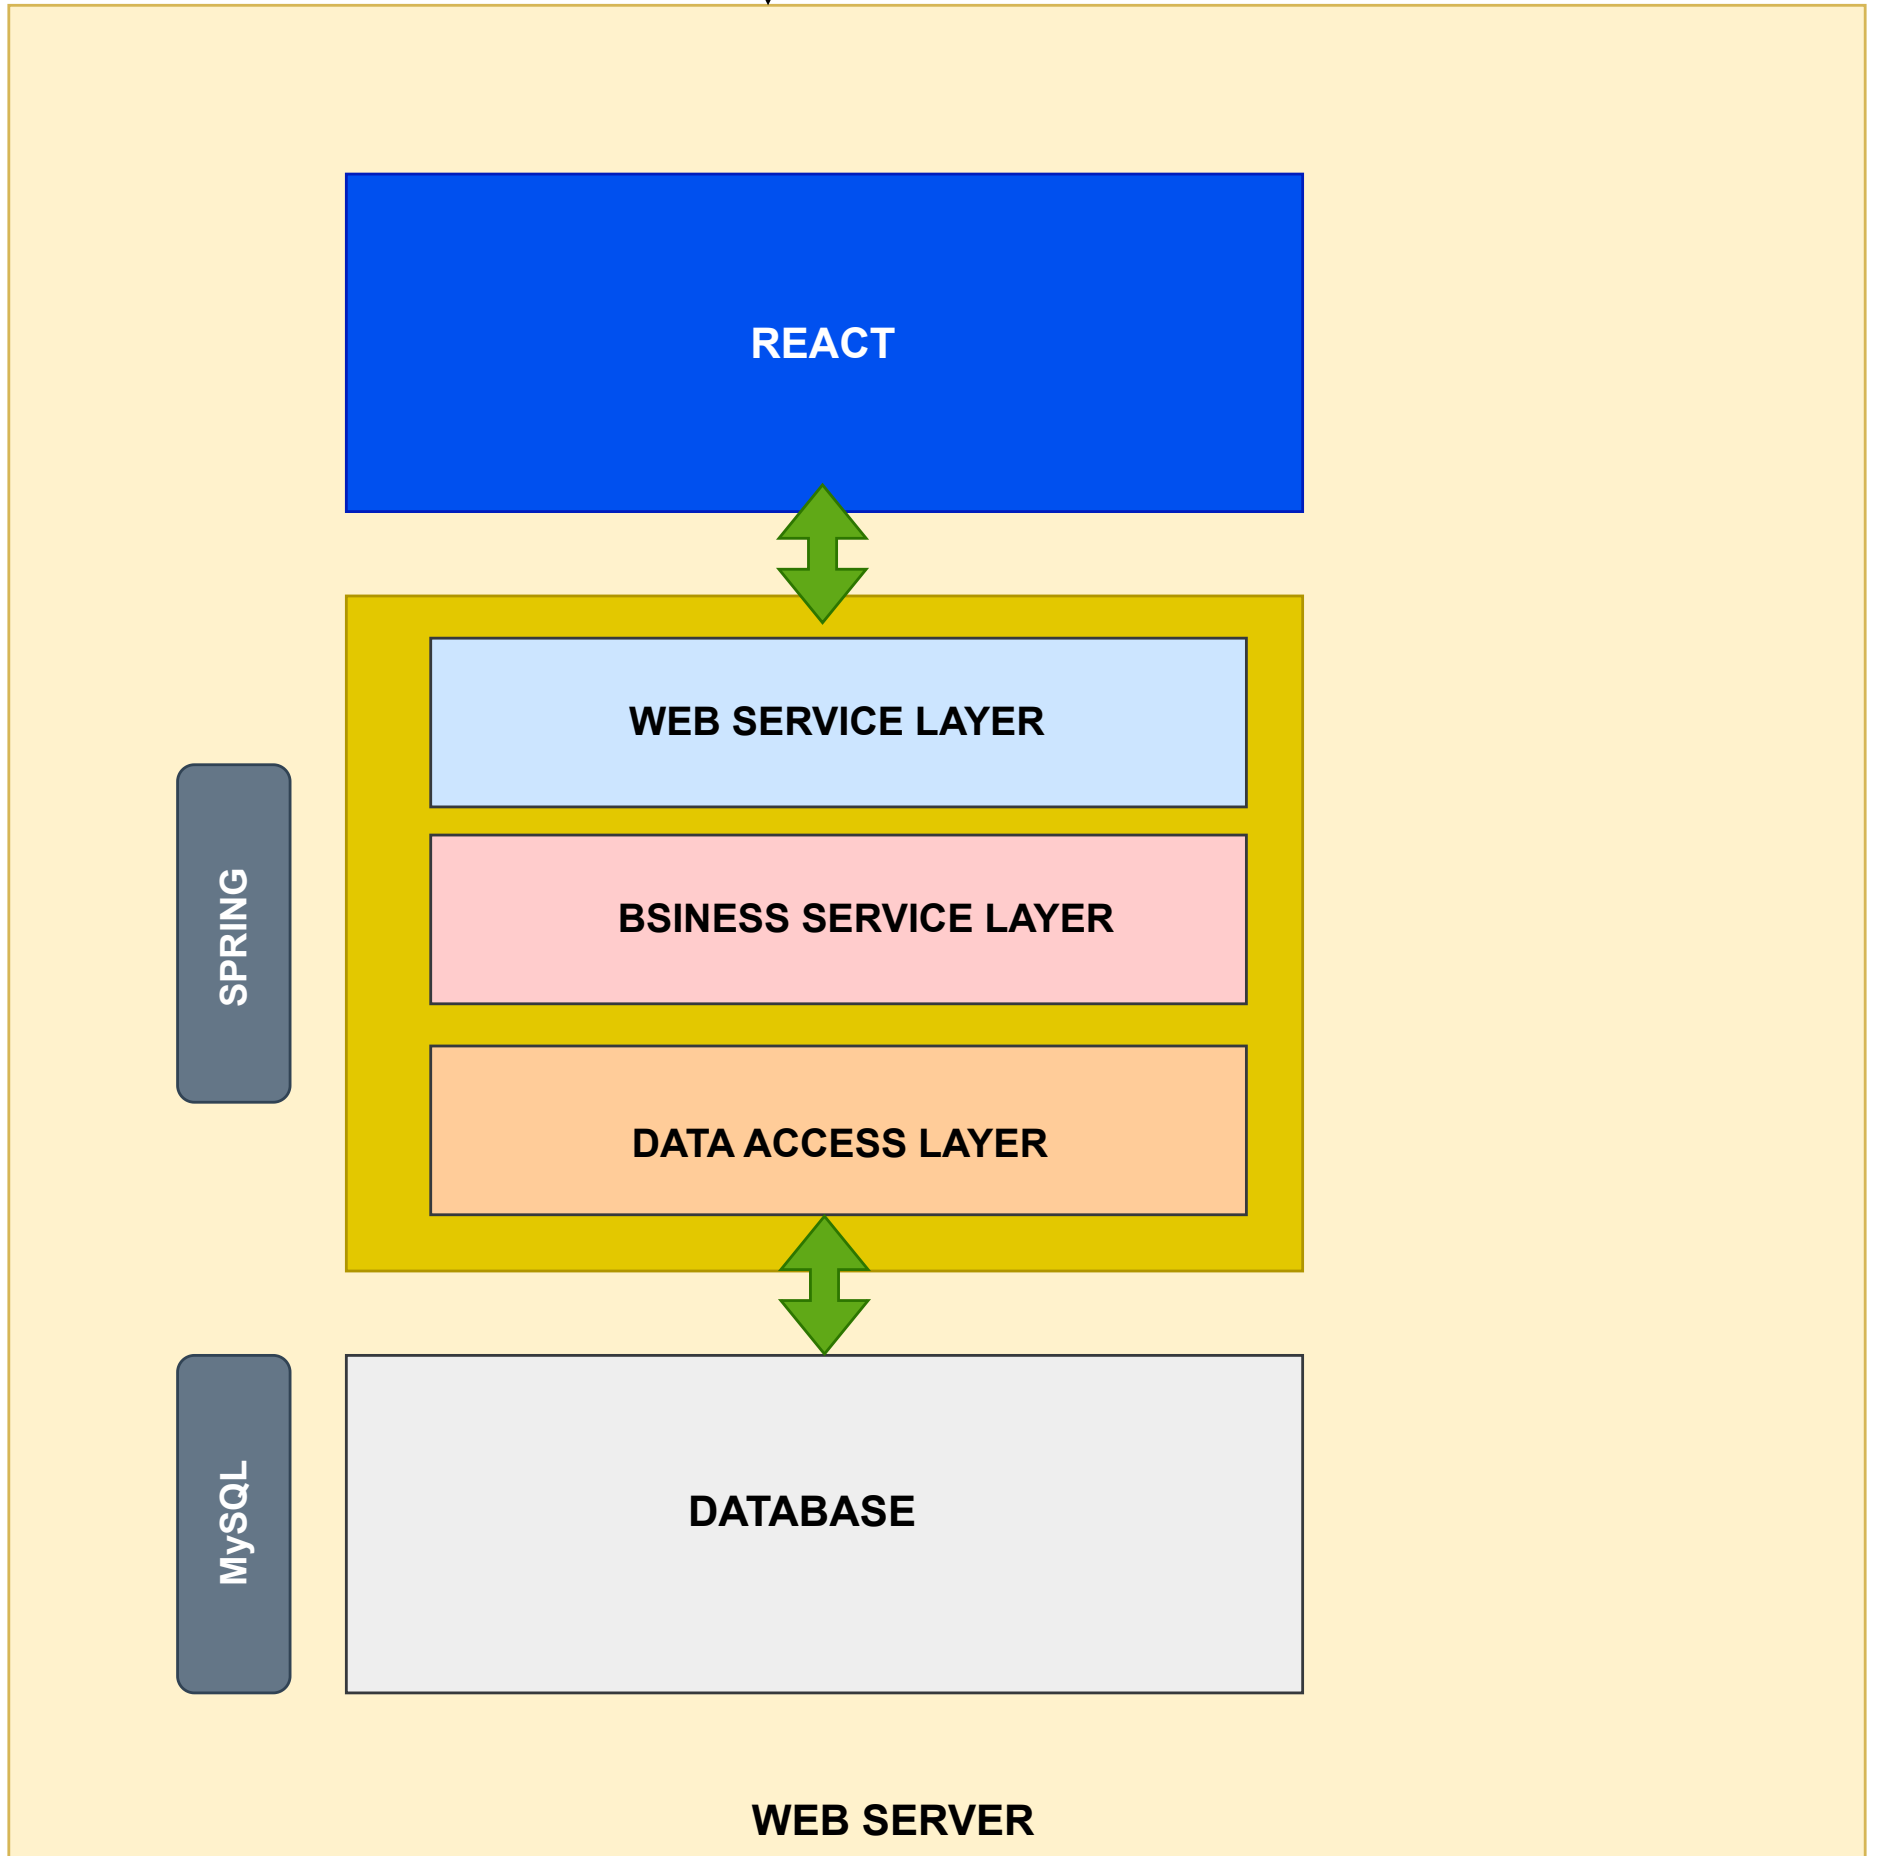 REACT
WEB SERVICE LAYER
SPRING
BSINESS SERVICE LAYER
DATA ACCESS LAYER
MySQL
DATABASE
WEB SERVER